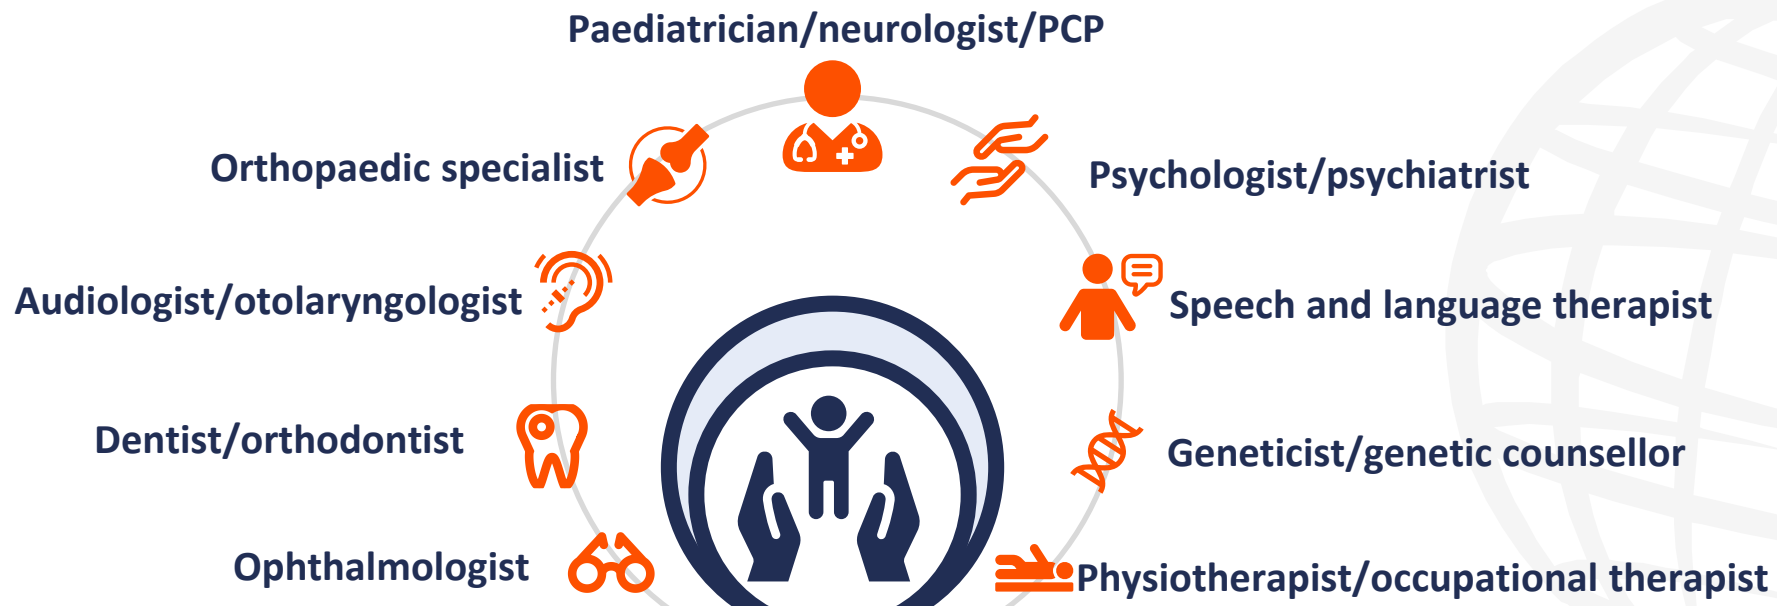 Paediatrician/neurologist/PCP
Orthopaedic specialist
Psychologist/psychiatrist
Audiologist/otolaryngologist
Speech and language therapist
Dentist/orthodontist
Geneticist/genetic counsellor
Ophthalmologist
Physiotherapist/occupational therapist